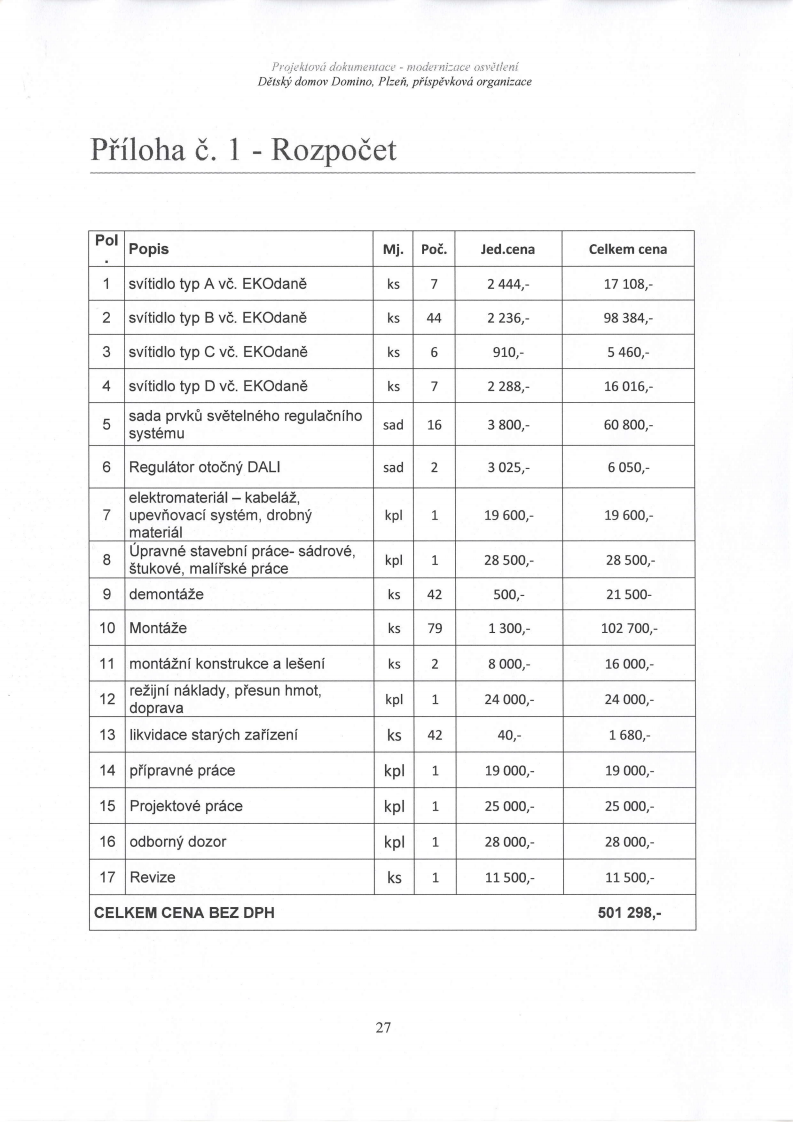 Projektová dokumentace - modernizace osvětlení
Dětský domov Domino, Plzeň, příspěvková organizace
Příloha č. 1 - Rozpočet
Pol
. Popis Mj. Poč. Jed.cena Celkem cena
1 svítidlo typ A vč. EKOdaně ks 7 2 444,- 17 108,-
2 svítidlo typ B vč. EKOdaně ks 44 2 236,- 98 384,-
3 svítidlo typ C vč. EKOdaně ks 6 910,- 5 460,-
4 svítidlo typ D vč. EKOdaně ks 7 2 288,- 16 016,-
5 sada prvků světelného regulačního
systému sad 16 3 800,- 60 800,-
6 Regulátor otočný DALI sad 2 3 025,- 6 050,-
elektromateriál – kabeláž,
7 upevňovací systém, drobný kpl 1 19 600,- 19 600,-
materiál
8 Úpravné stavební práce- sádrové,
štukové, malířské práce kpl 1 28 500,- 28 500,-
9 demontáže ks 42 500,- 21 500-
10 Montáže ks 79 1 300,- 102 700,-
11 montážní konstrukce a lešení ks 2 8 000,- 16 000,-
12 režijní náklady, přesun hmot,
doprava kpl 1 24 000,- 24 000,-
13 likvidace starých zařízení ks 42 40,- 1 680,-
14 přípravné práce kpl 1 19 000,- 19 000,-
15 Projektové práce kpl 1 25 000,- 25 000,-
16 odborný dozor kpl 1 28 000,- 28 000,-
17 Revize ks 1 11 500,- 11 500,-
CELKEM CENA BEZ DPH 501 298,-
27